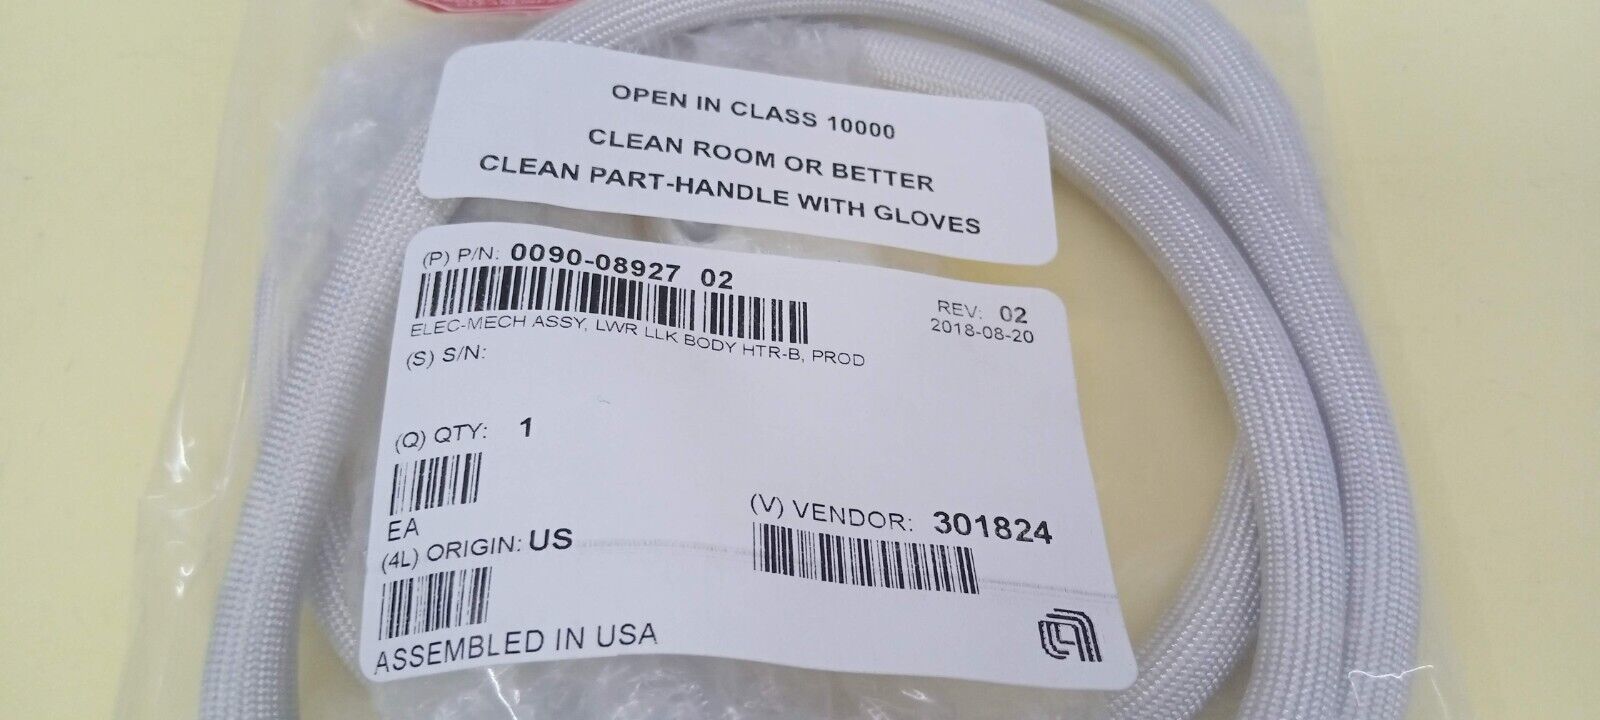 OPEN IN CLASS 10000
CLEAN ROOM OR BETTER
CLEAN PART-HANDLE WITH GLOVES
(P) P/N: 0090-08927 02
REV: 02
2018-08-20
ELEC-MECH ASSY, LWR LLK BODY HTR-B, PROD
(S) S/N:
(Q) QTY: 1
EA
(V) VENDOR: 301824
(4L) ORIGIN: US
ASSEMBLED IN USA